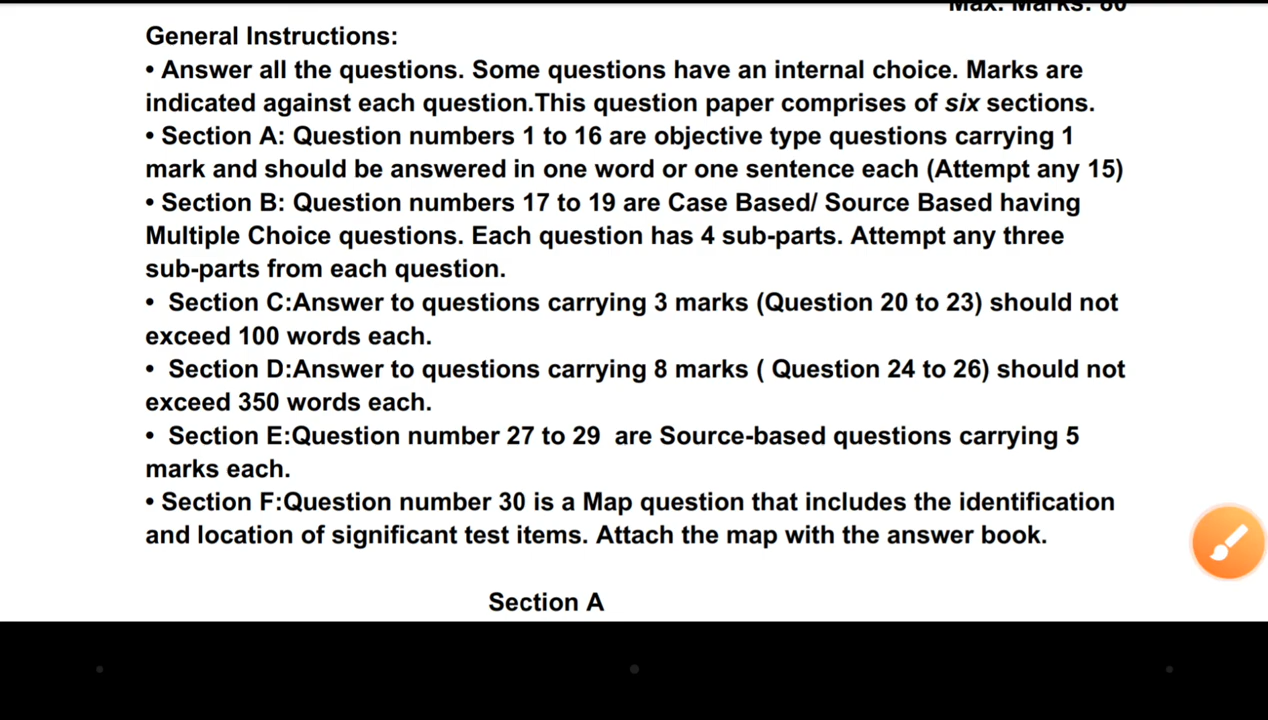 Max. Marks: 80
General Instructions:
• Answer all the questions. Some questions have an internal choice. Marks are
indicated against each question.This question paper comprises of six sections.
• Section A: Question numbers 1 to 16 are objective type questions carrying 1
mark and should be answered in one word or one sentence each (Attempt any 15)
• Section B: Question numbers 17 to 19 are Case Based/ Source Based having
Multiple Choice questions. Each question has 4 sub-parts. Attempt any three
sub-parts from each question.
•  Section C:Answer to questions carrying 3 marks (Question 20 to 23) should not
exceed 100 words each.
•  Section D:Answer to questions carrying 8 marks ( Question 24 to 26) should not
exceed 350 words each.
•  Section E:Question number 27 to 29  are Source-based questions carrying 5
marks each.
• Section F:Question number 30 is a Map question that includes the identification
and location of significant test items. Attach the map with the answer book.
Section A